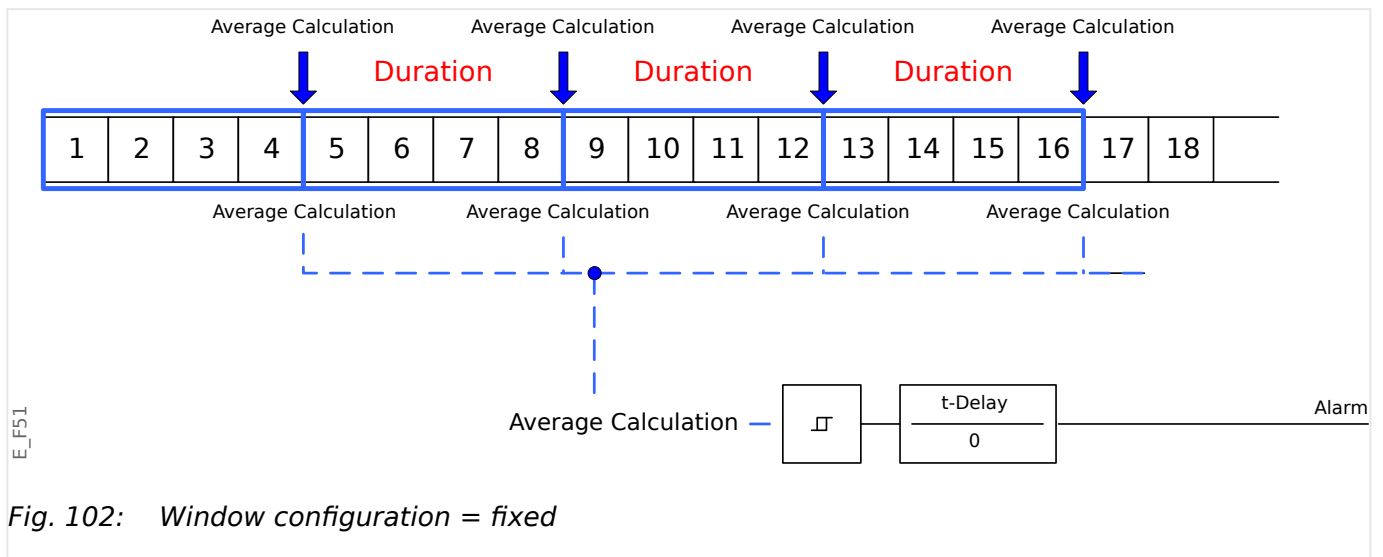 Average Calculation Average Calculation Average Calculation Average Calculation
Duration Duration Duration
1 2 3 4 5 6 7 8 9 10 11 12 13 14 15 16 17 18
Average Calculation Average Calculation Average Calculation Average Calculation
t-Delay
Average Calculation
0
Alarm
E_F51
Fig. 102: Window configuration = fixed